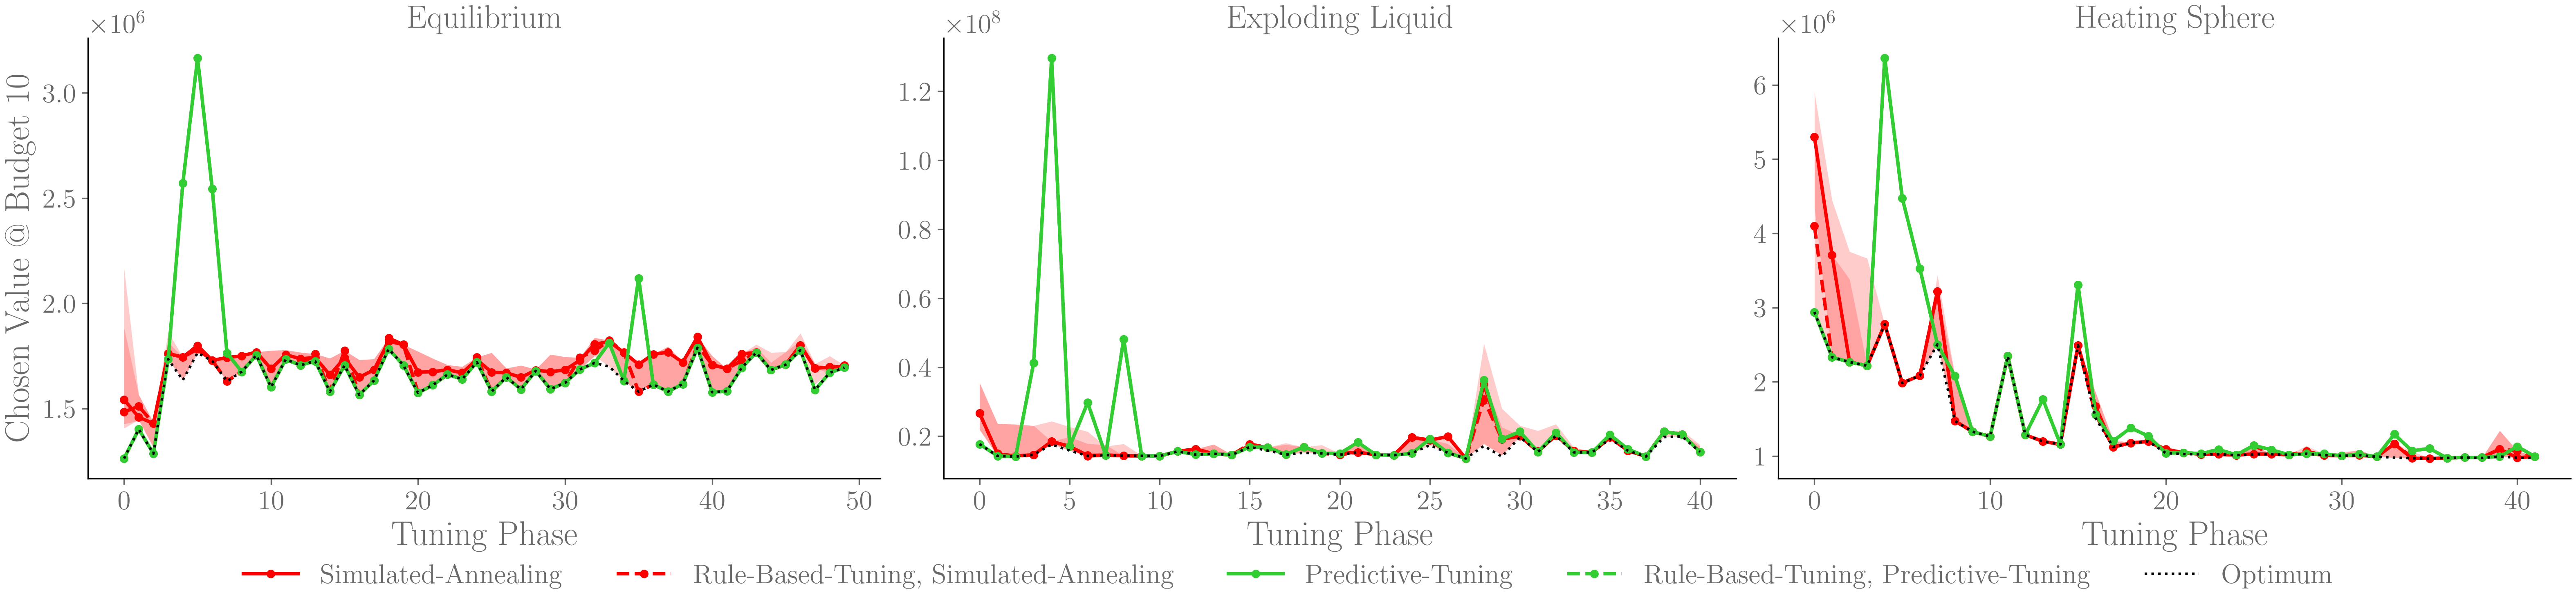 Equilibrium
×10⁶
Chosen Value @ Budget 10
3.0
2.5
2.0
1.5
0 10 20 30 40 50
Tuning Phase
Exploding Liquid
×10⁸
1.2
1.0
0.8
0.6
0.4
0.2
0 5 10 15 20 25 30 35 40
Tuning Phase
Heating Sphere
×10⁶
6
5
4
3
2
1
0 10 20 30 40
Tuning Phase
Simulated-Annealing Rule-Based-Tuning, Simulated-Annealing Predictive-Tuning Rule-Based-Tuning, Predictive-Tuning Optimum